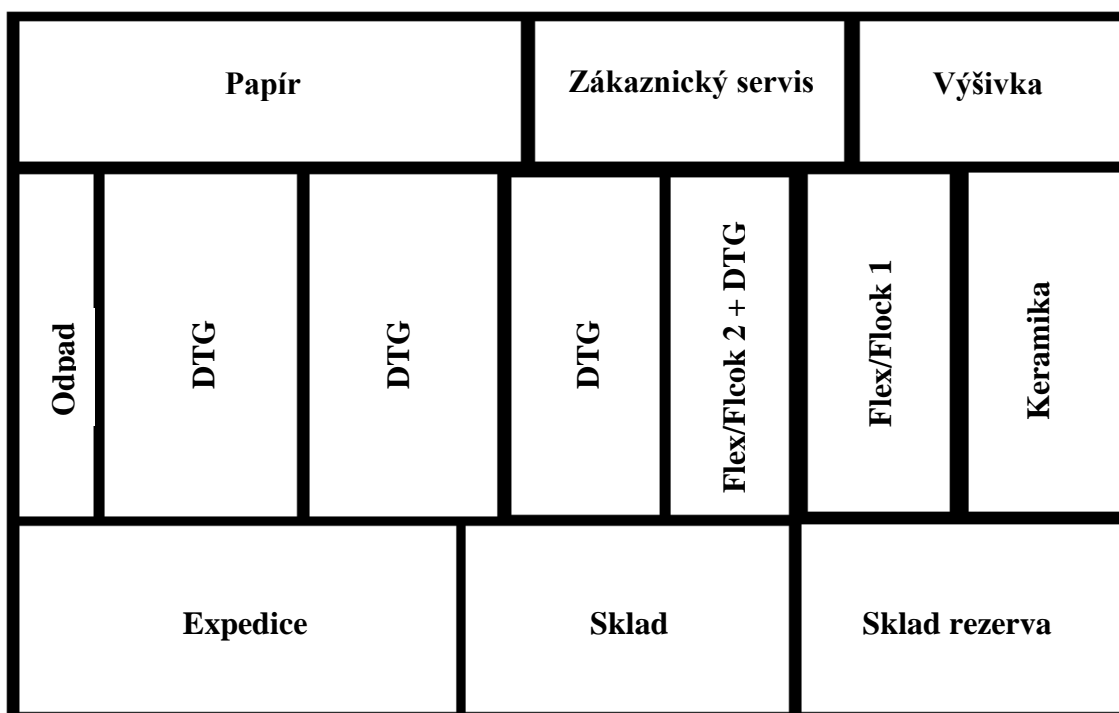 Papír
Zákaznický servis
Výšivka
Odpad
DTG
DTG
DTG
Flex/Flcok 2 + DTG
Flex/Flock 1
Keramika
Expedice
Sklad
Sklad rezerva